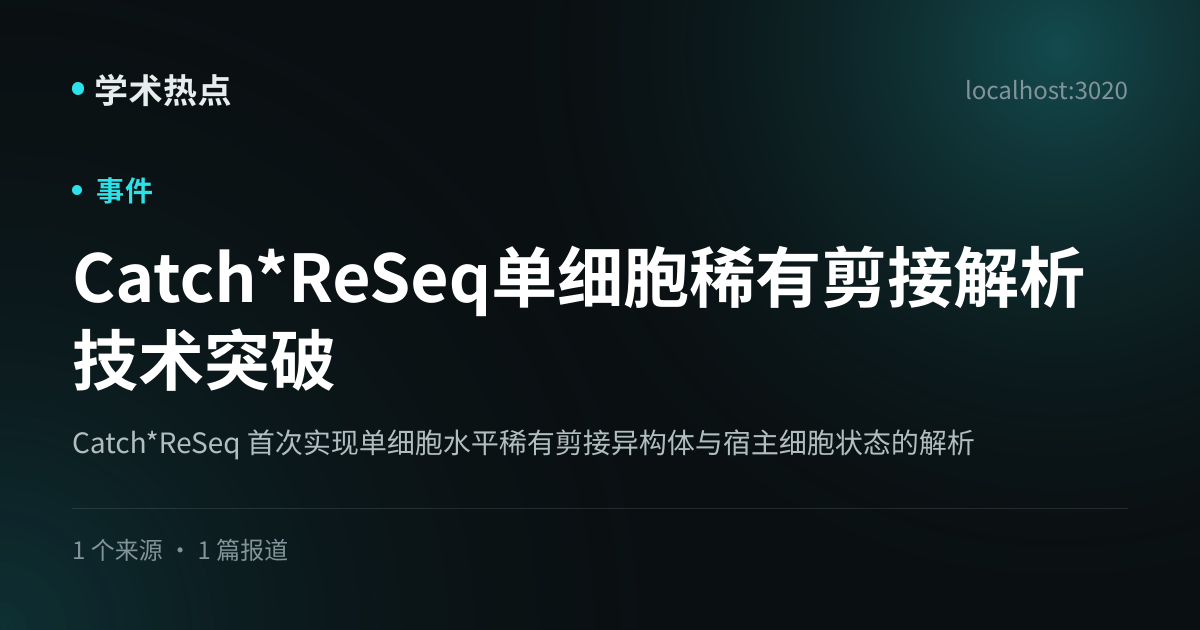 学术热点
localhost:3020
事件
Catch*ReSeq单细胞稀有剪接解析
技术突破
Catch*ReSeq 首次实现单细胞水平稀有剪接异构体与宿主细胞状态的解析
1 个来源 · 1 篇报道